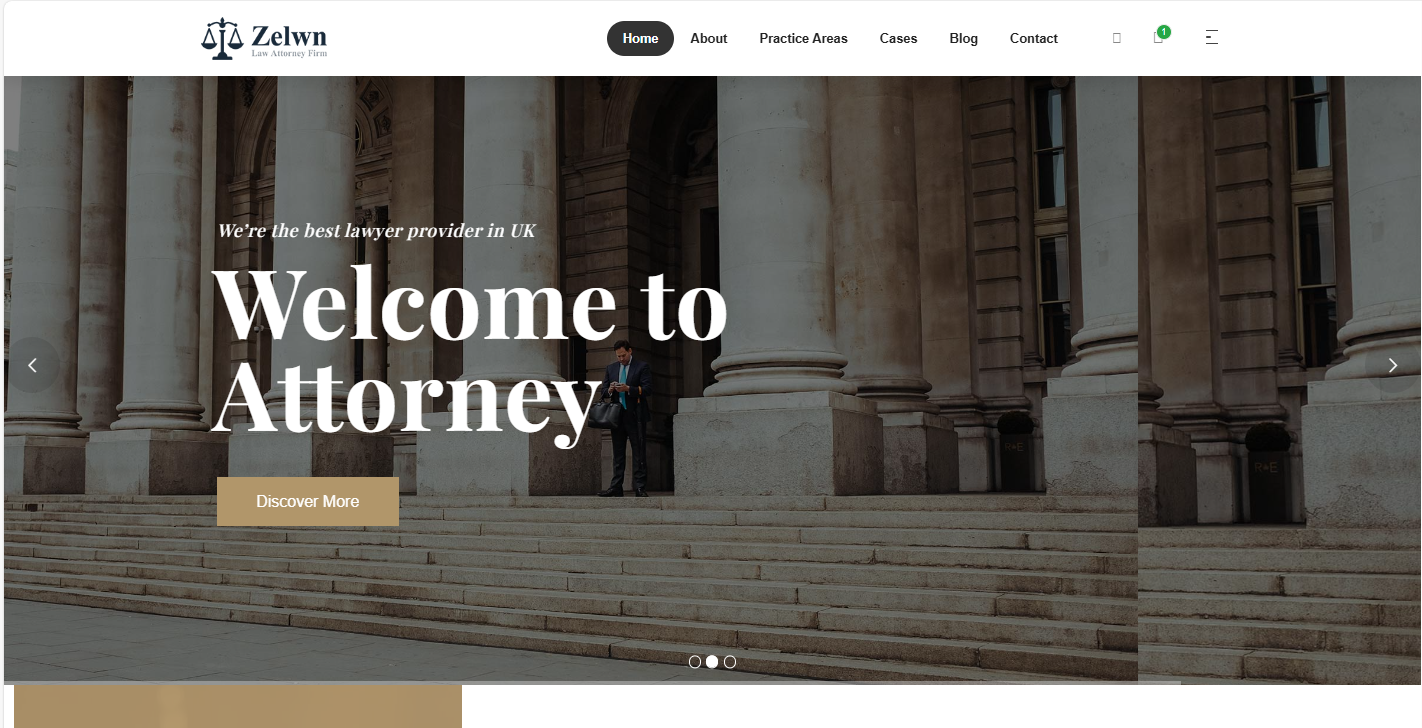 Zelwn
Law Attorney Firm
Home
About
Practice Areas
Cases
Blog
Contact
1
We're the best lawyer provider in UK
Welcome to
Attorney
Discover More
R●E
R●E